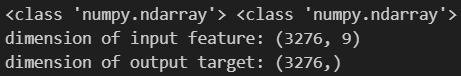 <class 'numpy.ndarray'> <class 'numpy.ndarray'>
dimension of input feature: (3276, 9)
dimension of output target: (3276,)